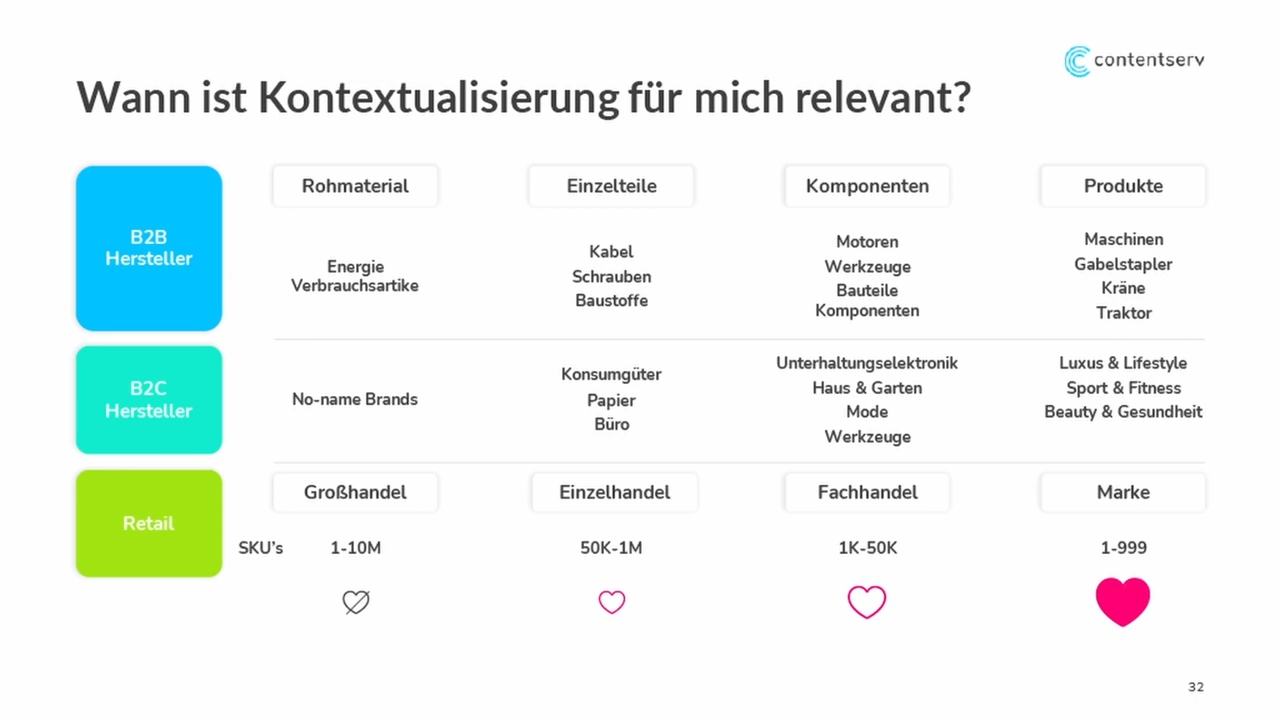 contentserv
Wann ist Kontextualisierung für mich relevant?
B2B
Hersteller
Rohmaterial
Einzelteile
Komponenten
Produkte
Energie
Verbrauchsartike
Kabel
Schrauben
Baustoffe
Motoren
Werkzeuge
Bauteile
Komponenten
Maschinen
Gabelstapler
Kräne
Traktor
B2C
Hersteller
No-name Brands
Konsumgüter
Papier
Büro
Unterhaltungselektronik
Haus & Garten
Mode
Werkzeuge
Luxus & Lifestyle
Sport & Fitness
Beauty & Gesundheit
Retail
Großhandel
Einzelhandel
Fachhandel
Marke
SKU's
1-10M
50K-1M
1K-50K
1-999
32